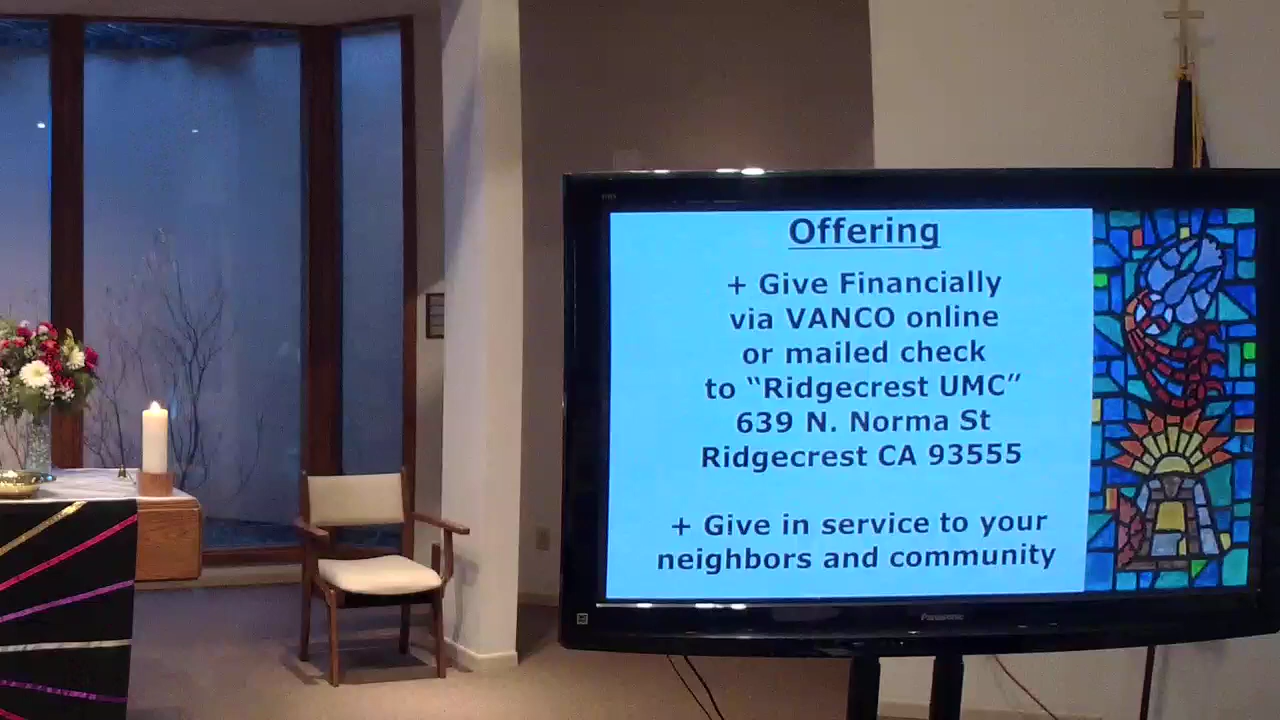 Offering
+ Give Financially
via VANCO online
or mailed check
to “Ridgecrest UMC”
639 N. Norma St
Ridgecrest CA 93555
+ Give in service to your
neighbors and community
Panasonic